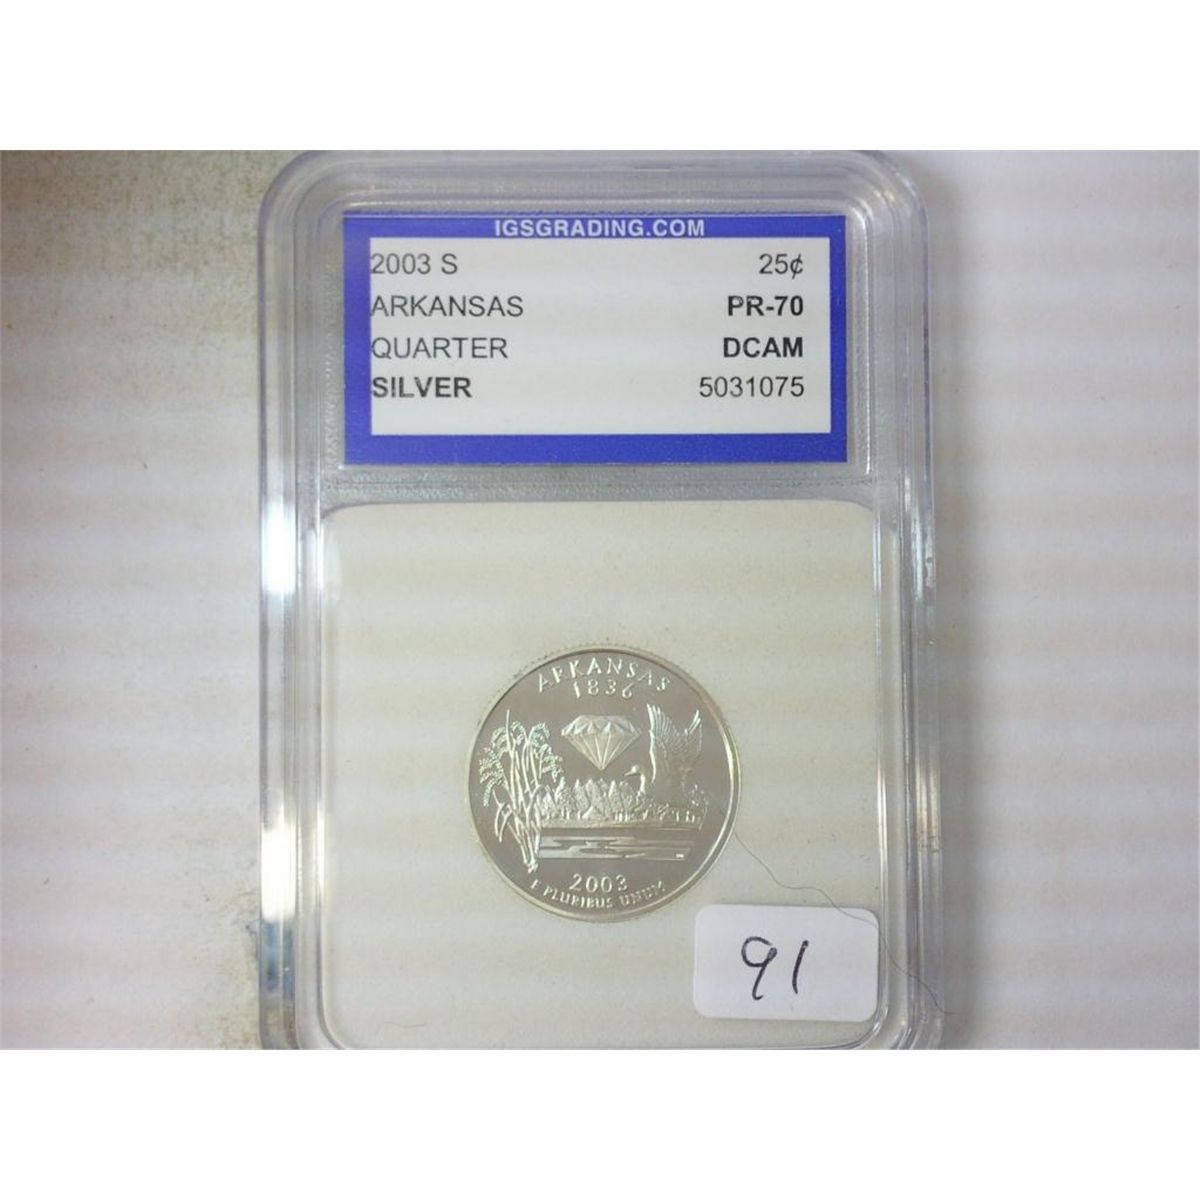 IGSGRADING.COM
2003 S 25¢
ARKANSAS PR-70
QUARTER DCAM
SILVER 5031075
ARKANSAS
1836
2003
E PLURIBUS UNUM
91